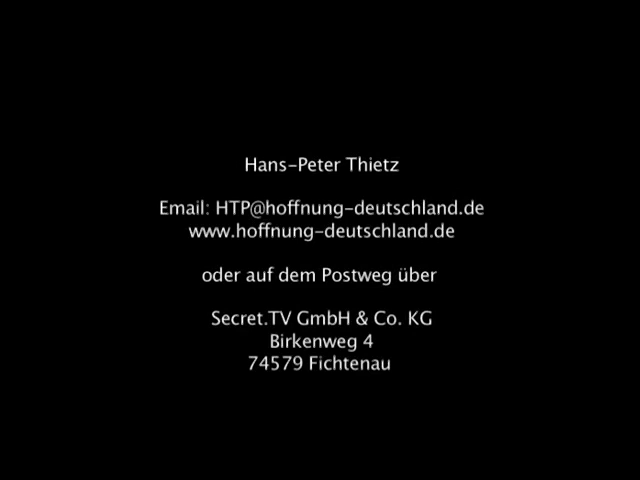 Hans-Peter Thietz
Email: HTP@hoffnung-deutschland.de
www.hoffnung-deutschland.de
oder auf dem Postweg über
Secret.TV GmbH & Co. KG
Birkenweg 4
74579 Fichtenau